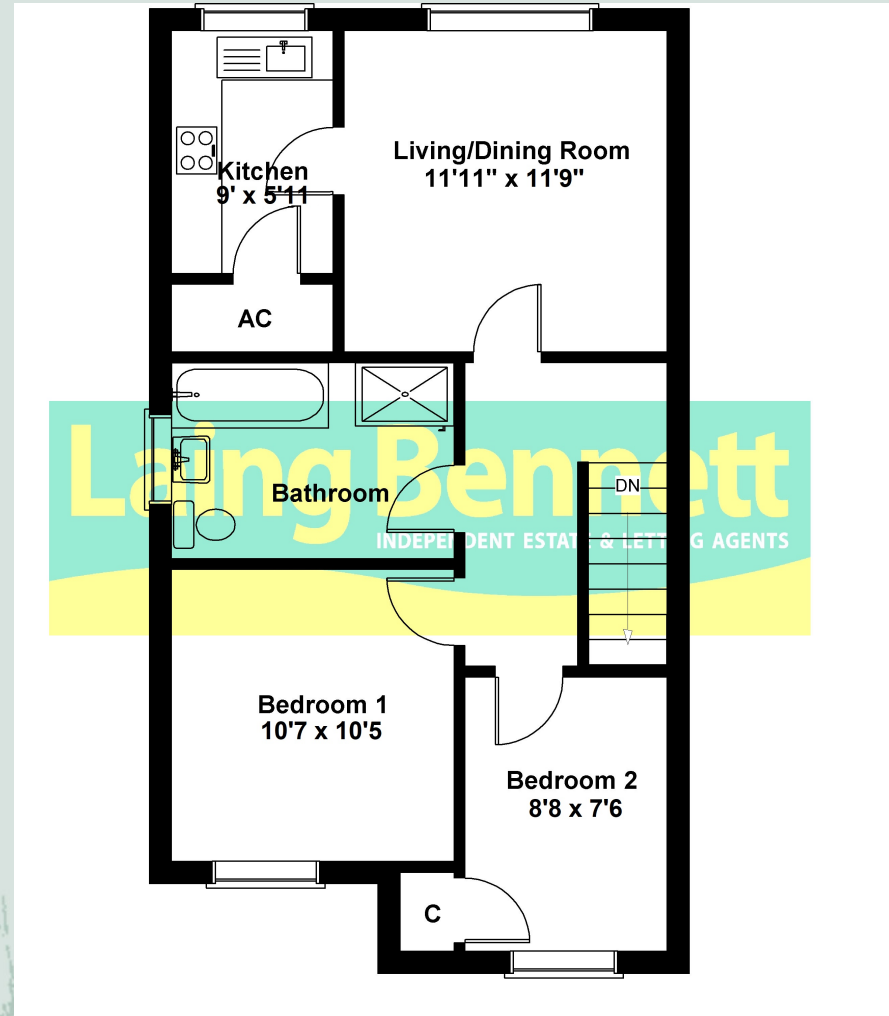 Living/Dining Room
11'11" x 11'9"
Kitchen
9' x 5'11
AC
Laing Bennett
Bathroom
DN
INDEPENDENT ESTATE & LETTING AGENTS
Bedroom 1
10'7 x 10'5
Bedroom 2
8'8 x 7'6
C